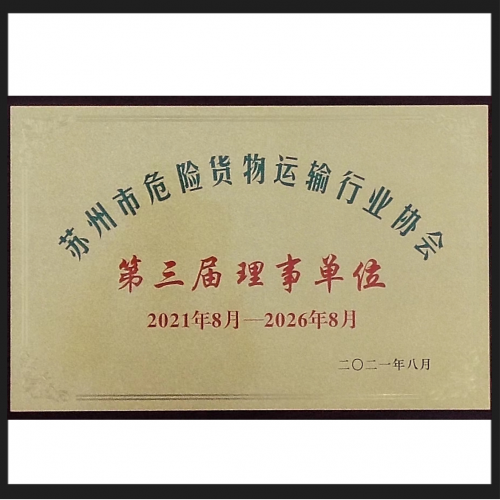 苏州市危险货物运输行业协会
第三届理事单位
2021年8月—2026年8月
二〇二一年八月